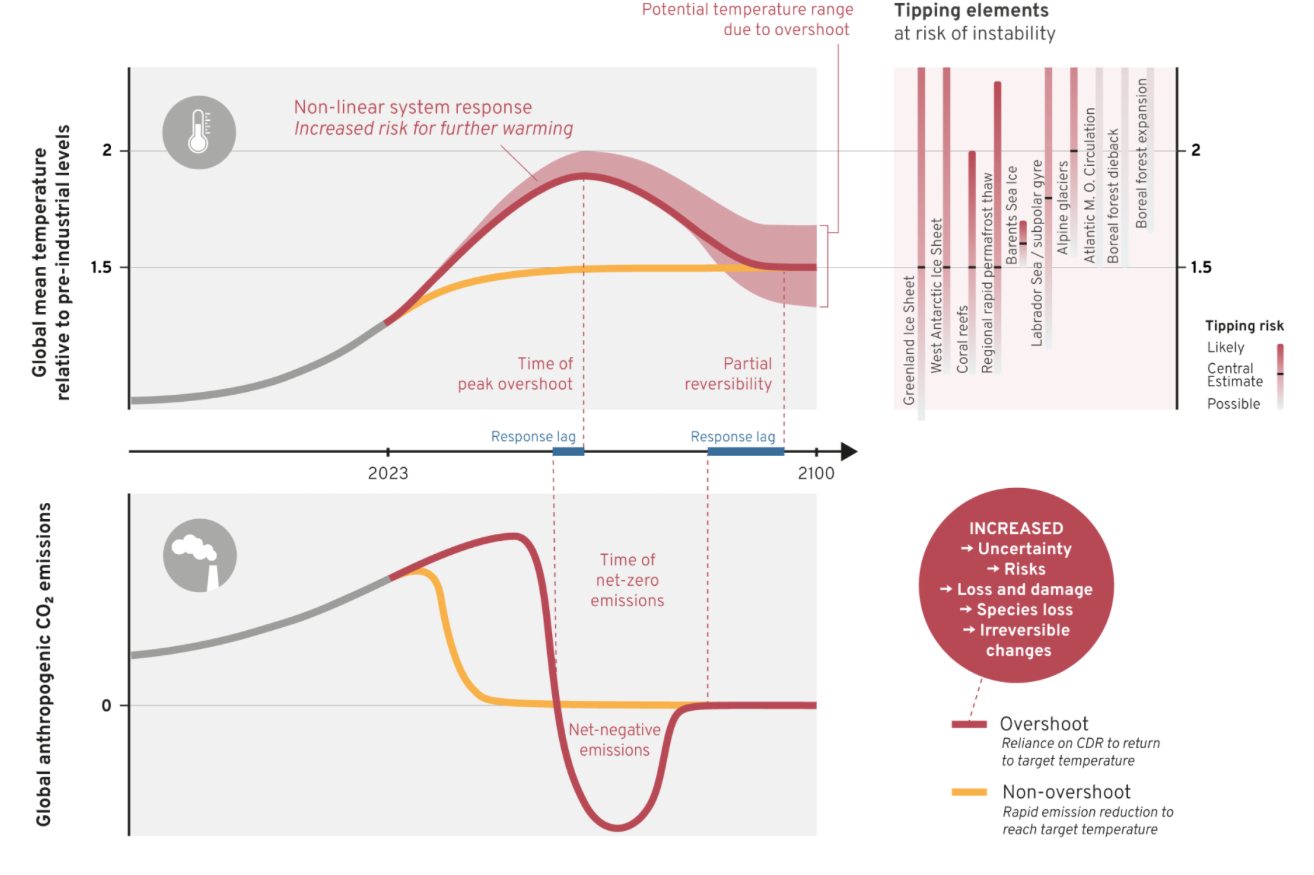 Potential temperature range
due to overshoot
Tipping elements
at risk of instability
Global mean temperature
relative to pre-industrial levels
2
1.5
Non-linear system response
Increased risk for further warming
Time of
peak overshoot
Partial
reversibility
Greenland Ice Sheet
West Antarctic Ice Sheet
Coral reefs
Regional rapid permafrost thaw
Barents Sea Ice
Labrador Sea / subpolar gyre
Alpine glaciers
Atlantic M. O. Circulation
Boreal forest dieback
Boreal forest expansion
2
1.5
Tipping risk
Likely
Central
Estimate
Possible
Response lag
Response lag
2023
2100
Global anthropogenic CO₂ emissions
0
Time of
net-zero
emissions
Net-negative
emissions
INCREASED
→ Uncertainty
→ Risks
→ Loss and damage
→ Species loss
→ Irreversible
changes
Overshoot
Reliance on CDR to return
to target temperature
Non-overshoot
Rapid emission reduction to
reach target temperature